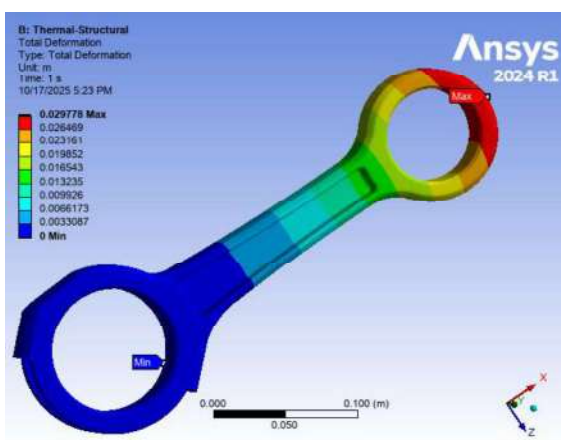 B: Thermal-Structural
Total Deformation
Type: Total Deformation
Unit: m
Time: 1 s
10/17/2025 5:23 PM
0.029778 Max
0.026469
0.023161
0.019852
0.016543
0.013235
0.009926
0.0066173
0.0033087
0 Min
Ansys
2024 R1
Max
Min
0.000
0.100 (m)
0.050
X
Y
Z